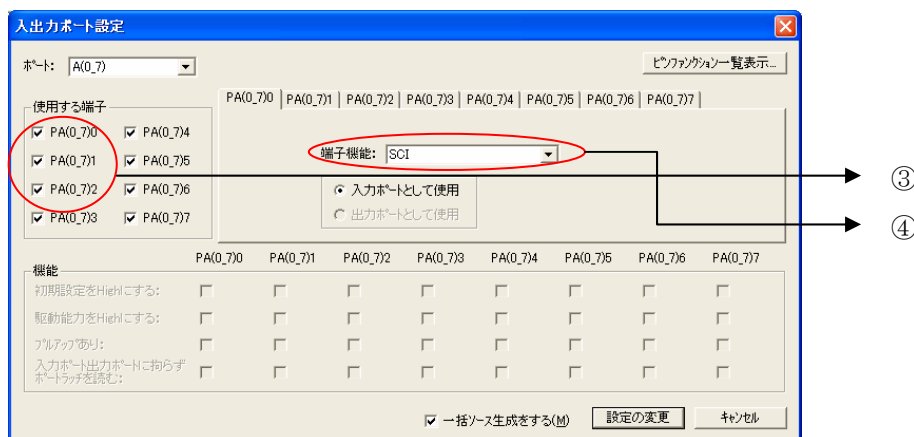 入出力ポート設定
ポート: A(0_7)
ピンファンクション一覧表示...
使用する端子
PA(0_7)0 PA(0_7)4
PA(0_7)1 PA(0_7)5
PA(0_7)2 PA(0_7)6
PA(0_7)3 PA(0_7)7
PA(0_7)0 PA(0_7)1 PA(0_7)2 PA(0_7)3 PA(0_7)4 PA(0_7)5 PA(0_7)6 PA(0_7)7
端子機能: SCI
入力ポートとして使用
出力ポートとして使用
③
④
機能
PA(0_7)0 PA(0_7)1 PA(0_7)2 PA(0_7)3 PA(0_7)4 PA(0_7)5 PA(0_7)6 PA(0_7)7
初期設定をHighにする:
駆動能力をHighにする:
プルアップあり:
入力ポート出力ポートに拘らず
ポートラッチを読む:
一括ソース生成をする(M)
設定の変更
キャンセル